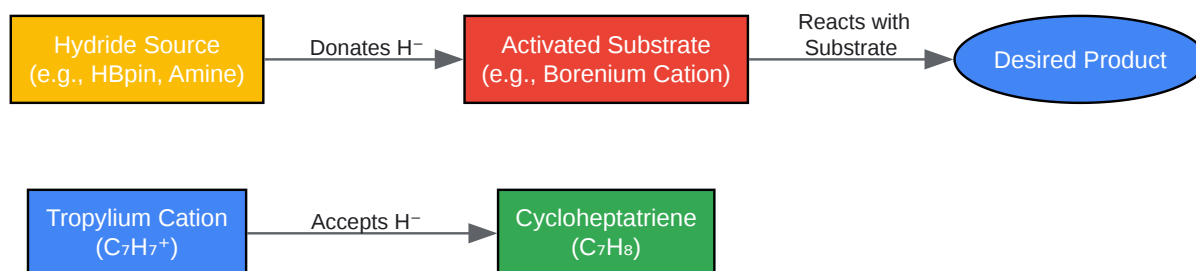 Hydride Source
(e.g., HBpin, Amine)
Donates H⁻
Activated Substrate
(e.g., Borenium Cation)
Reacts with
Substrate
Desired Product
Tropylium Cation
(C₇H₇⁺)
Accepts H⁻
Cycloheptatriene
(C₇H₈)